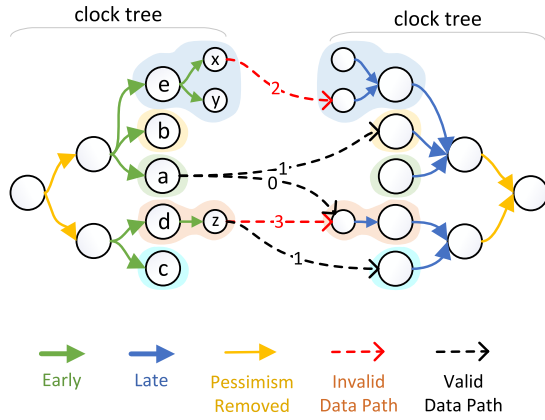 clock tree
clock tree
x
e
2
y
b
1
a
0
d
z
3
c
1
Early
Late
Pessimism
Removed
Invalid
Data Path
Valid
Data Path